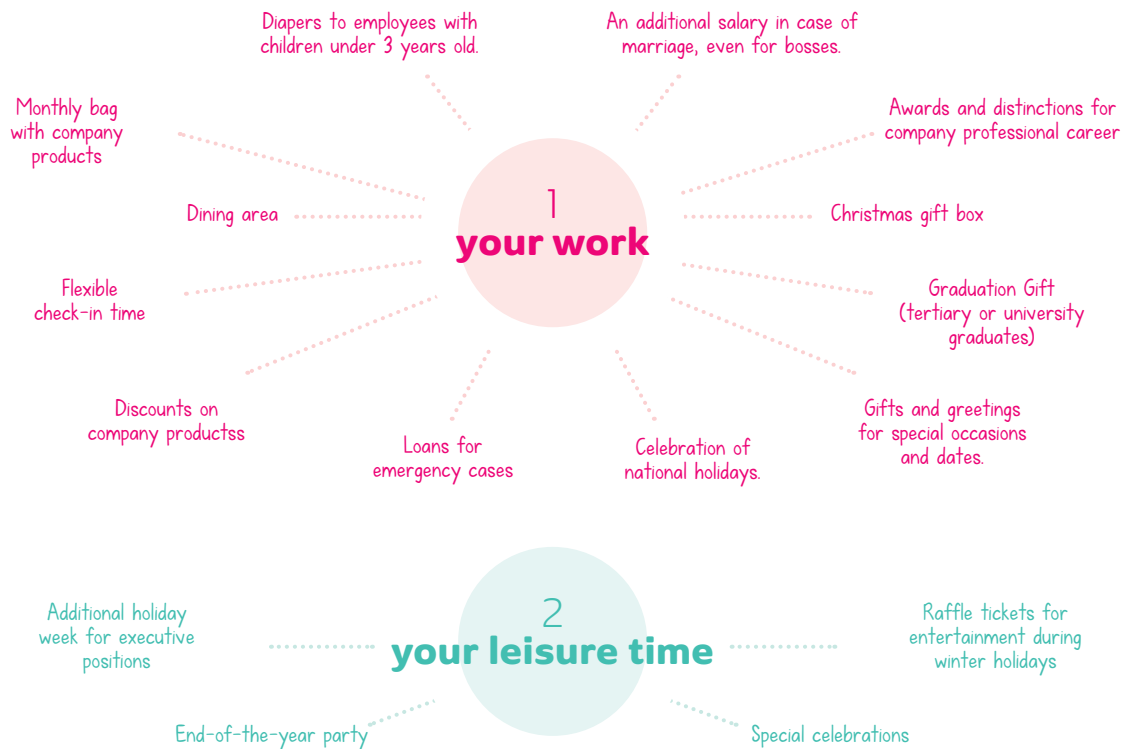 Diapers to employees with
children under 3 years old.
An additional salary in case of
marriage, even for bosses.
Monthly bag
with company
products
Awards and distinctions for
company professional career
Dining area
1
your work
Christmas gift box
Flexible
check-in time
Graduation Gift
(tertiary or university
graduates)
Discounts on
company productss
Loans for
emergency cases
Celebration of
national holidays.
Gifts and greetings
for special occasions
and dates.
2
your leisure time
Additional holiday
week for executive
positions
Raffle tickets for
entertainment during
winter holidays
End-of-the-year party
Special celebrations